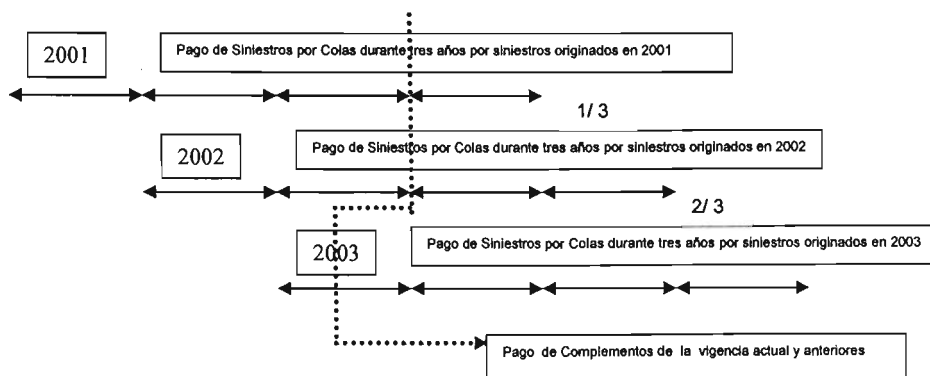 2001
Pago de Siniestros por Colas durante tres años por siniestros originados en 2001
1/ 3
2002
Pago de Siniestros por Colas durante tres años por siniestros originados en 2002
2/ 3
2003
Pago de Siniestros por Colas durante tres años por siniestros originados en 2003
Pago de Complementos de la vigencia actual y anteriores